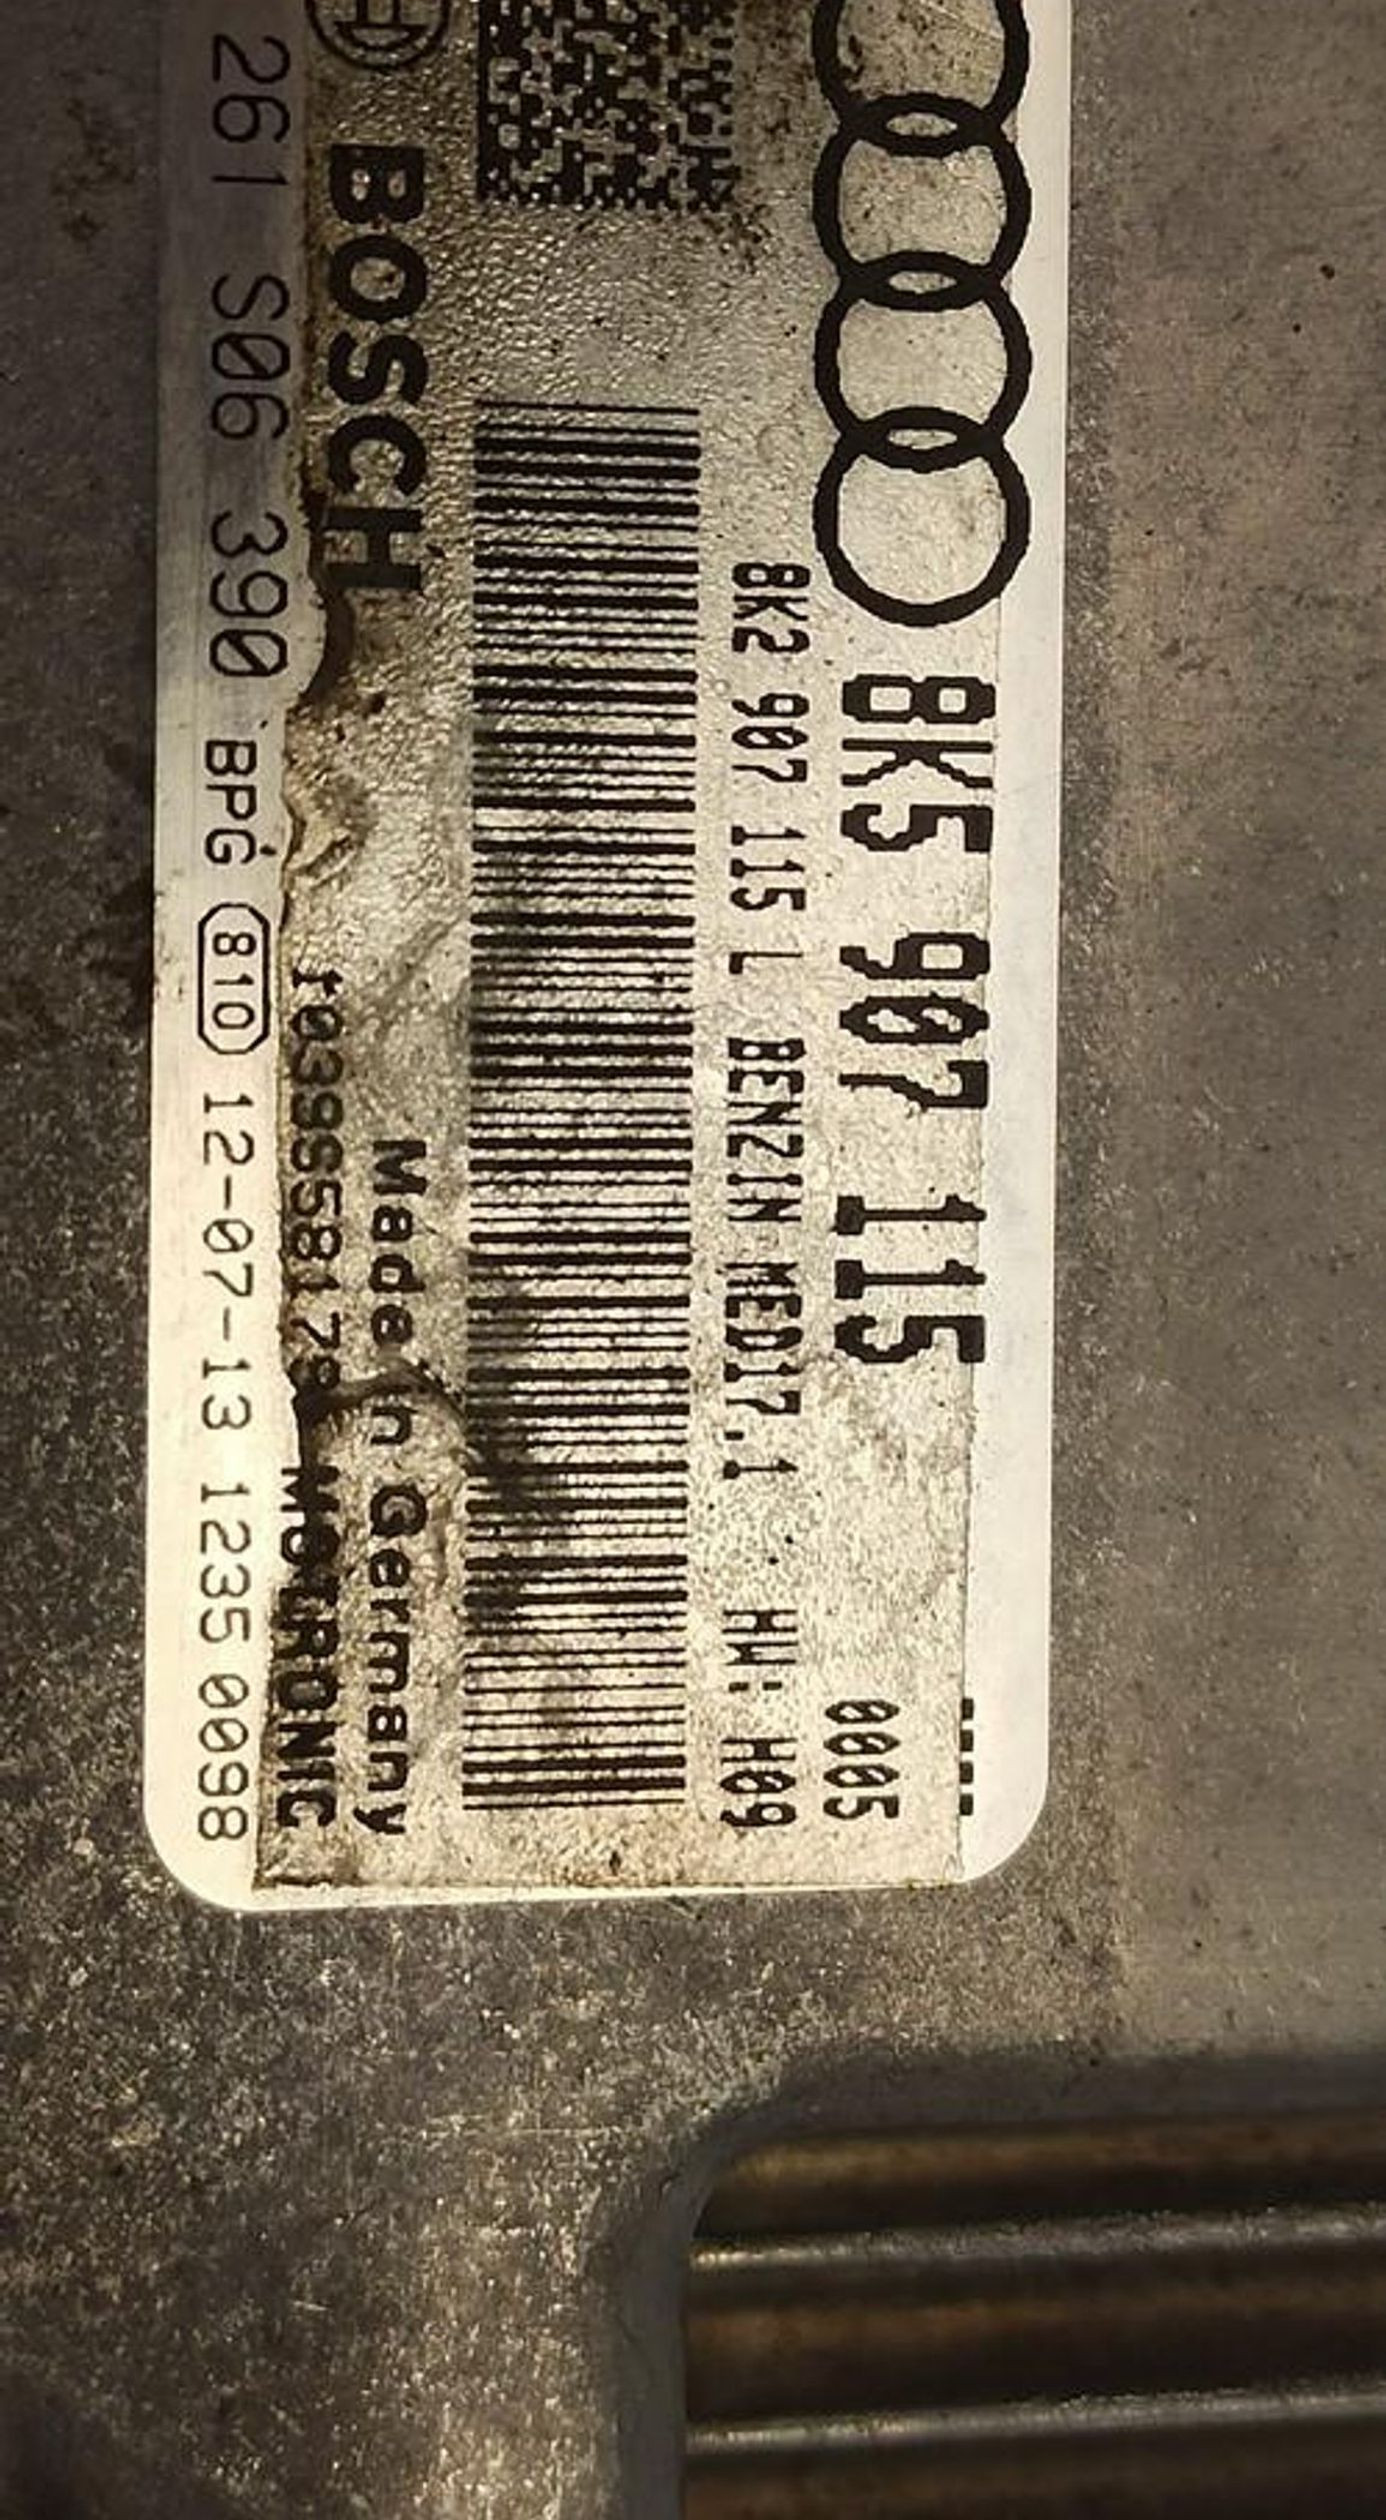 8K5 907 115
0005
8K2 907 115 L BENZIN MED17.1 HW: H09
BOSCH
Made in Germany
MOTRONIC
261 S06 390 BPG 810 12-07-13 1235 0098